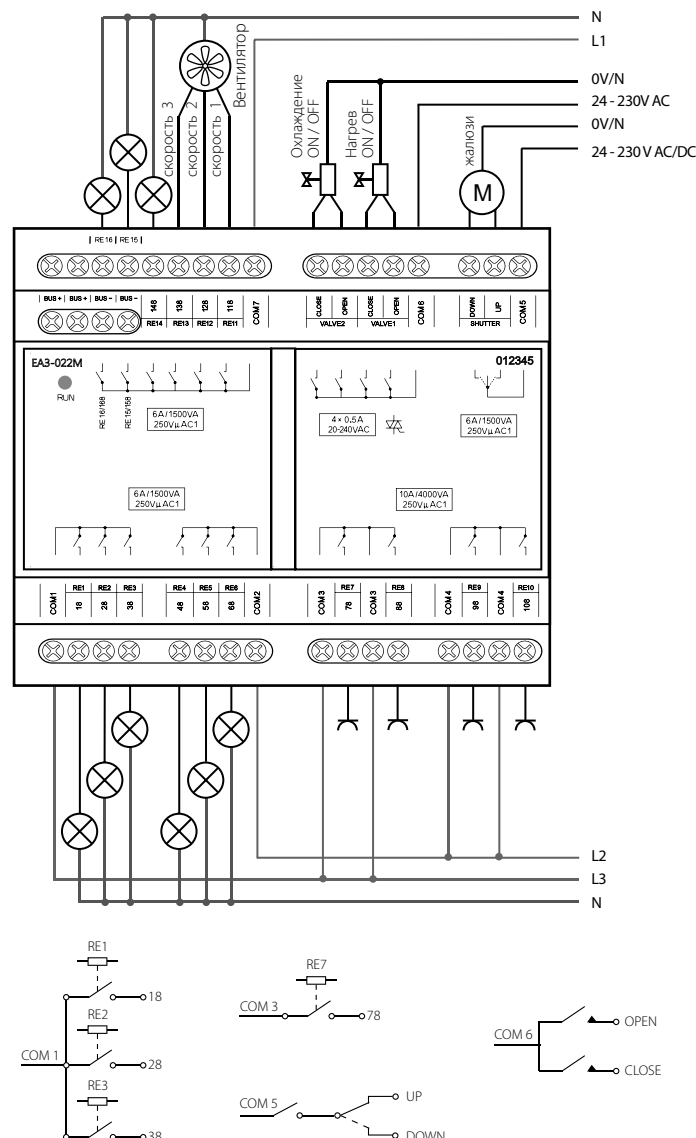 N
L1
0V/N
24 - 230V AC
0V/N
24 - 230 V AC/DC
скорость 3
скорость 2
скорость 1
Вентилятор
Охлаждение
ON / OFF
Нагрев
ON / OFF
жалюзи
M
RE16 RE15
BUS + BUS + BUS - BUS - 148 138 128 118 COM7
RE14 RE13 RE12 RE11
CLOSE OPEN CLOSE OPEN COM6 DOWN UP COM5
VALVE2 VALVE1 SHUTTER
EA3-022M
RUN
RE16/168
RE15/158
6A/1500VA
250Vµ AC1
012345
4 × 0,5A
20-240VAC
6A/1500VA
250Vµ AC1
6A/1500VA
250Vµ AC1
10A/4000VA
250Vµ AC1
COM1 RE1 RE2 RE3 RE4 RE5 RE6 COM2 COM3 RE7 COM3 RE8 COM4 RE9 COM4 RE10
18 28 38 48 58 68 78 88 98 108
L2
L3
N
RE1
18
RE2
COM 1
28
RE3
38
RE7
COM 3
78
COM 5
UP
DOWN
COM 6
OPEN
CLOSE